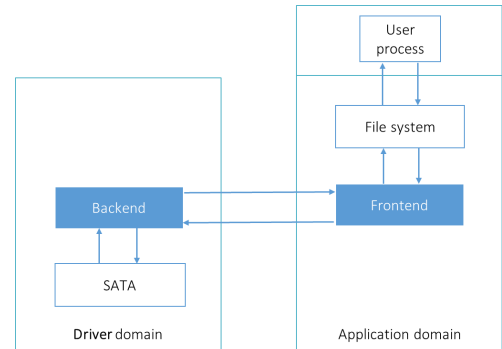 User
process
File system
Backend
Frontend
SATA
Driver domain
Application domain